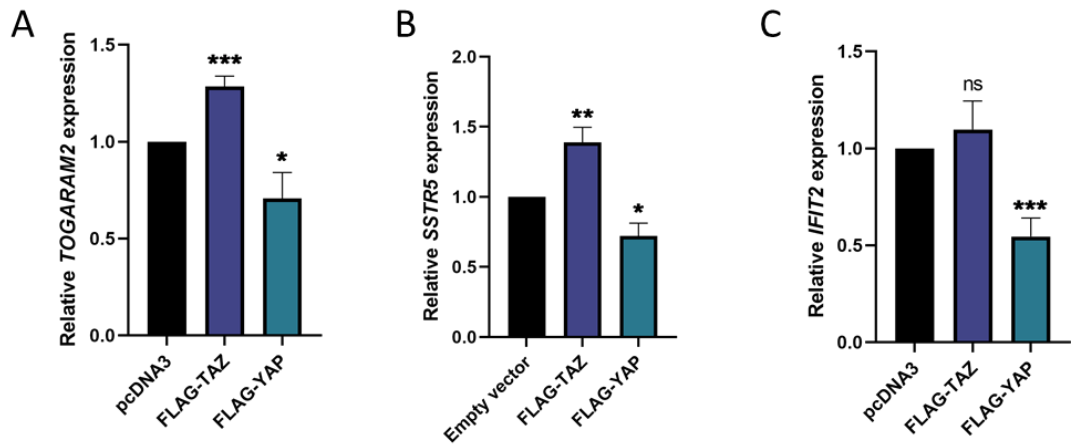 A
Relative TOGARAM2 expression
1.5
1.0
0.5
0.0
***
*
pcDNA3
FLAG-TAZ
FLAG-YAP
B
Relative SSTR5 expression
2.0
1.5
1.0
0.5
0.0
**
*
Empty vector
FLAG-TAZ
FLAG-YAP
C
Relative IFIT2 expression
1.5
1.0
0.5
0.0
ns
***
pcDNA3
FLAG-TAZ
FLAG-YAP